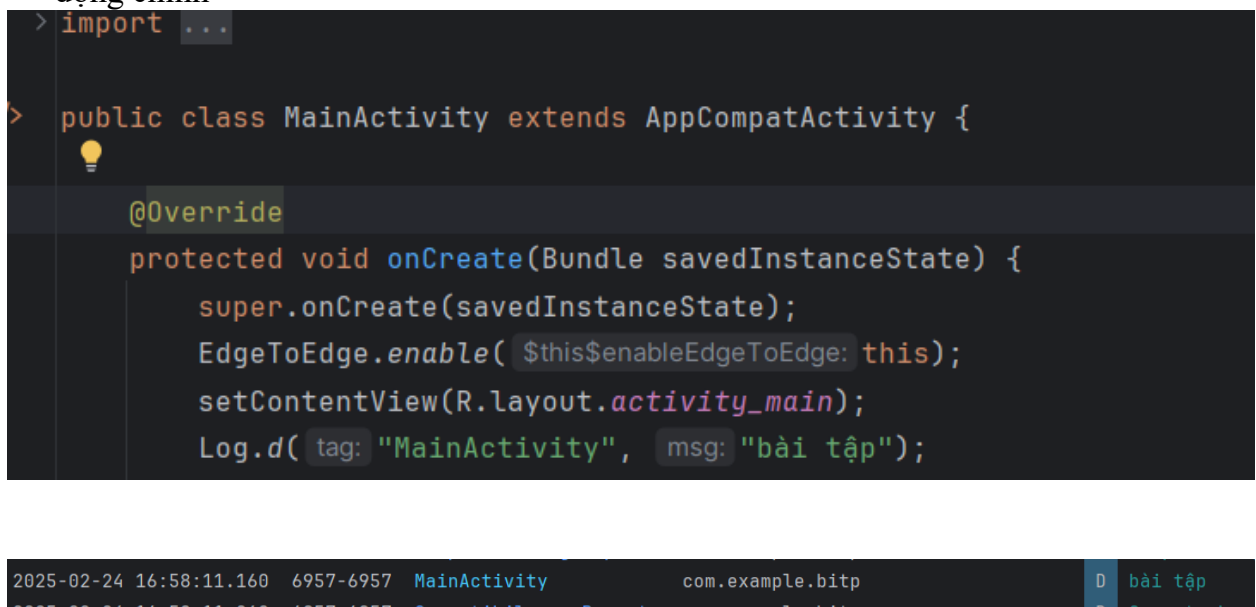 động chính
import ...
public class MainActivity extends AppCompatActivity {
@Override
protected void onCreate(Bundle savedInstanceState) {
super.onCreate(savedInstanceState);
EdgeToEdge.enable( $this$enableEdgeToEdge: this);
setContentView(R.layout.activity_main);
Log.d( tag: "MainActivity", msg: "bài tập");
2025-02-24 16:58:11.160 6957-6957 MainActivity com.example.bitp D bài tập